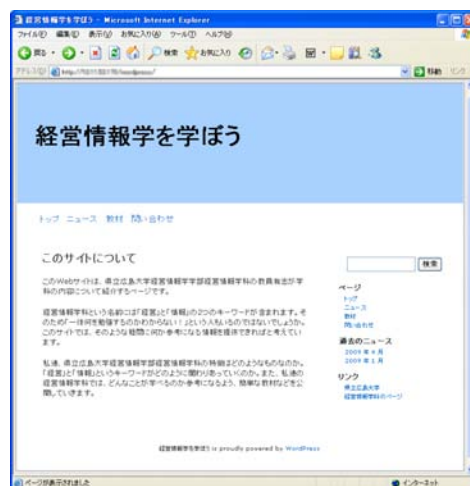 経営情報学を学ぼう - Microsoft Internet Explorer
ファイル(F) 編集(E) 表示(V) お気に入り(A) ツール(T) ヘルプ(H)
戻る 検索 お気に入り
アドレス(D) 移動 リンク
経営情報学を学ぼう
トップ ニュース 教材 問い合わせ
このサイトについて
このWebサイトは、県立広島大学経営情報学部経営情報学科の教員有志が学
科の内容について紹介するページです。
経営情報学科という名前には「経営」と「情報」の2つのキーワードが含まれます。そ
のため「一体何を勉強するのかわからない！」という人もいるのではないでしょうか。
このサイトでは、そのような疑問に何か参考になる情報を提供できればと考えてい
ます。
私達、県立広島大学経営情報学部経営情報学科の特徴はどのようなものなのか。
「経営」と「情報」というキーワードがどのように関わりあっていくのか。また、私達の
経営情報学科では、どんなことが学べるのか参考になるよう、簡単な教材などを公
開していきます。
検索
ページ
トップ
ニュース
教材
問い合わせ
過去のニュース
2009 年 4 月
2009 年 1 月
リンク
県立広島大学
経営情報学科のページ
経営情報学を学ぼう is proudly powered by WordPress
ページが表示されました インターネット